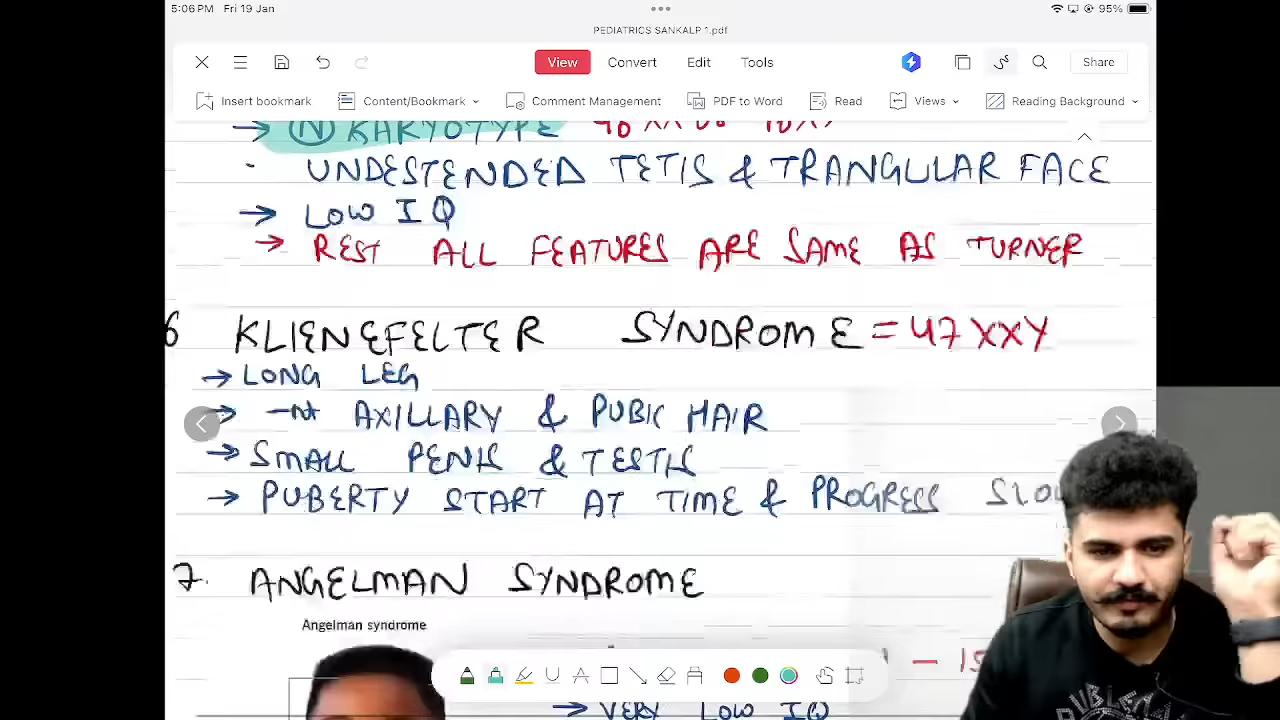 5:06 PM Fri 19 Jan
95%
PEDIATRICS SANKALP 1.pdf
View Convert Edit Tools Share
Insert bookmark Content/Bookmark Comment Management PDF to Word Read Views Reading Background
→ (N) KARYOTYPE
UNDESTENDED TETIS & TRANGULAR FACE
→ LOW IQ
→ REST ALL FEATURES ARE SAME AS TURNER
6 KLIENEFELTER SYNDROME = 47 XXY
→ LONG LEG
→ AXILLARY & PUBIC HAIR
→ SMALL PENIS & TESTIS
→ PUBERTY START AT TIME & PROGRESS SLOW
7. ANGELMAN SYNDROME
Angelman syndrome
→ VERY LOW IQ